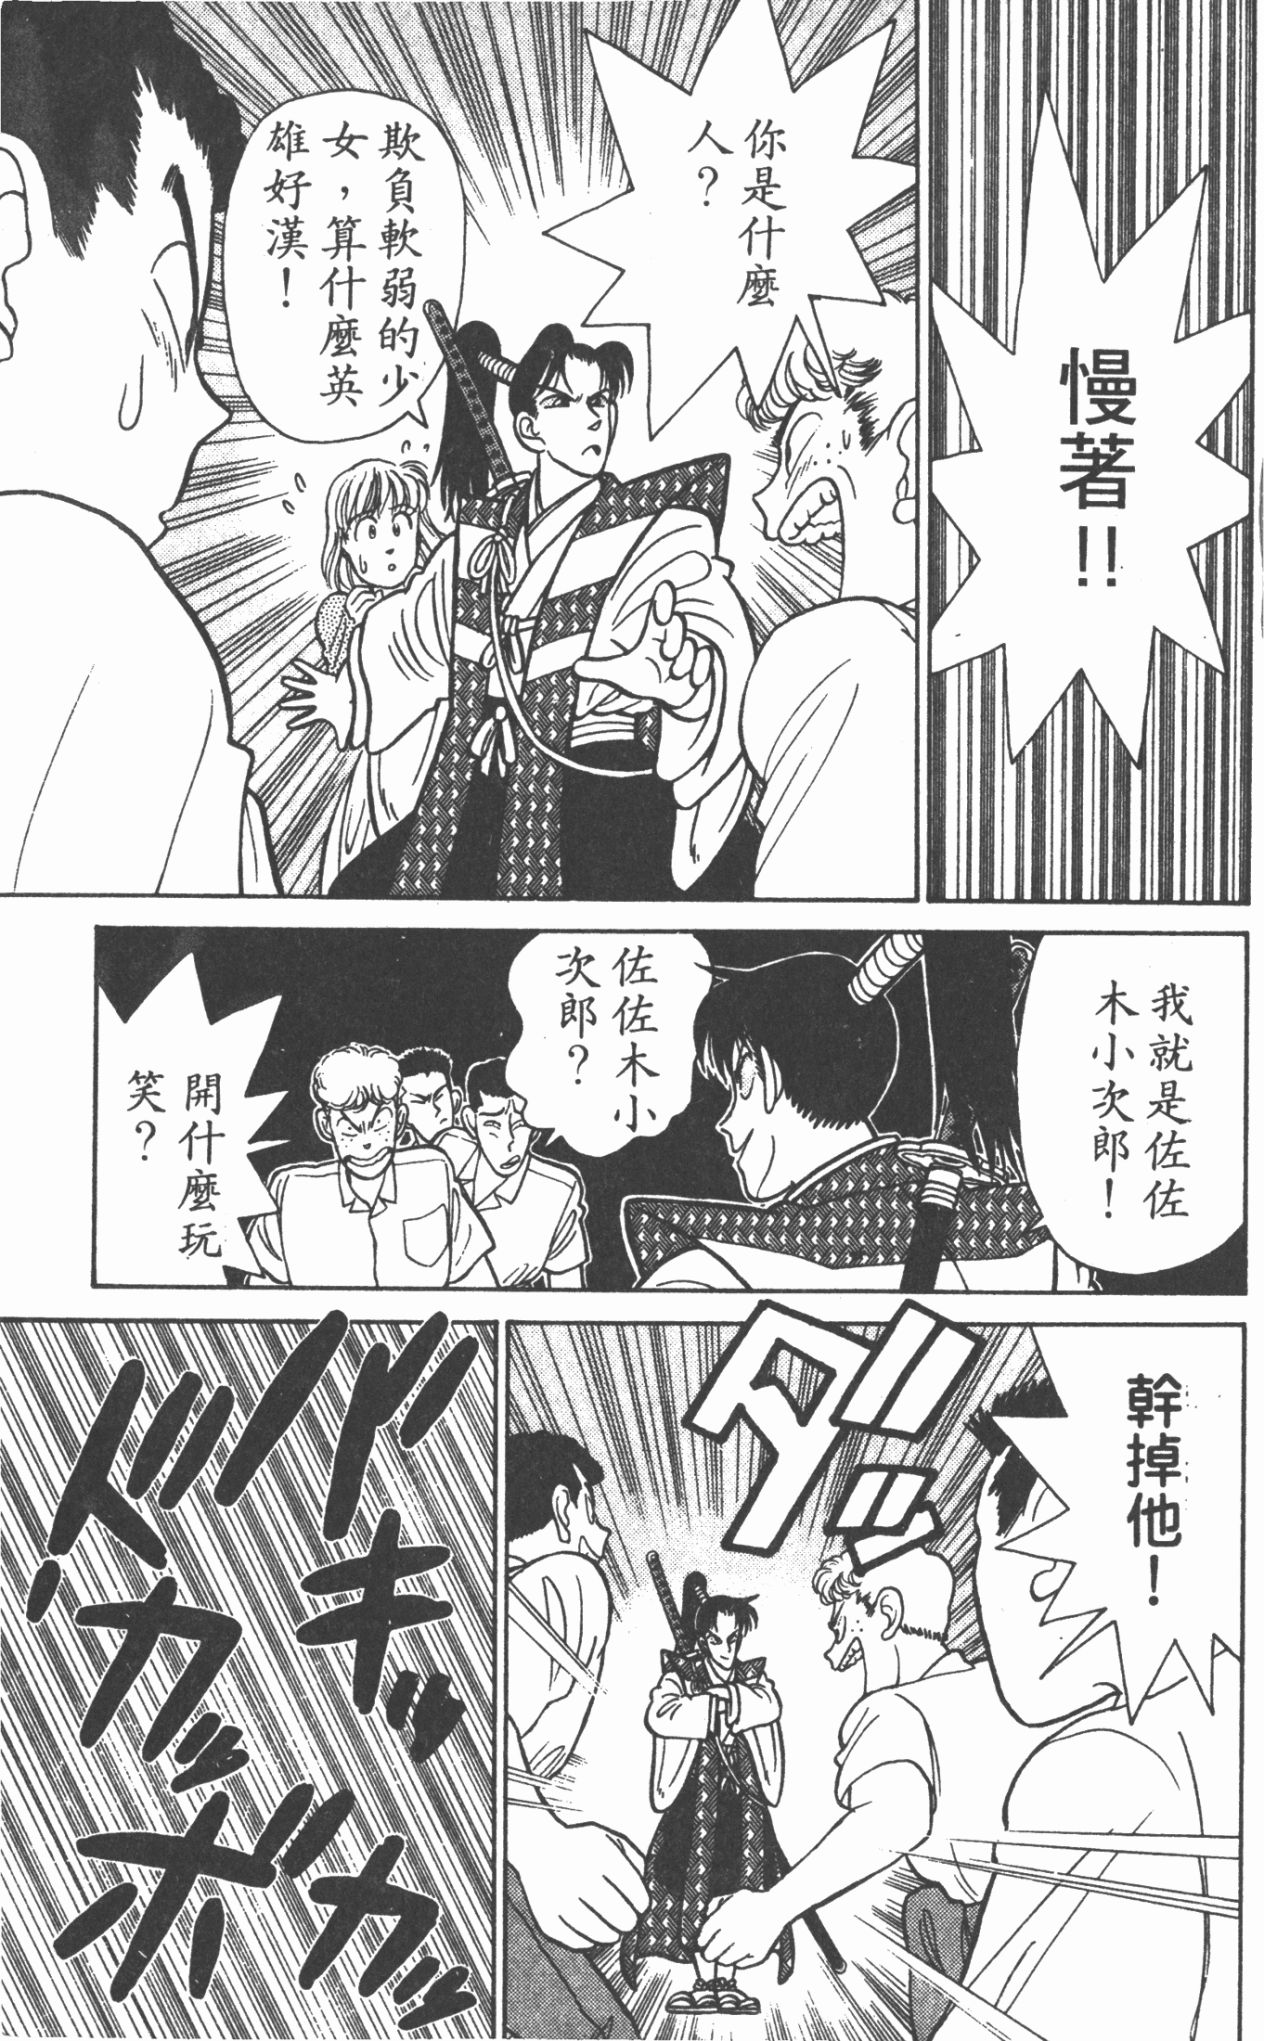 慢著!!
你是什麼
人？
欺負軟弱的少
女，算什麼英
雄好漢！
我就是佐佐
木小次郎！
佐佐木小
次郎？
開什麼玩
笑？
幹掉他！
ダッ
バキッ
ドカッ
ボカッ